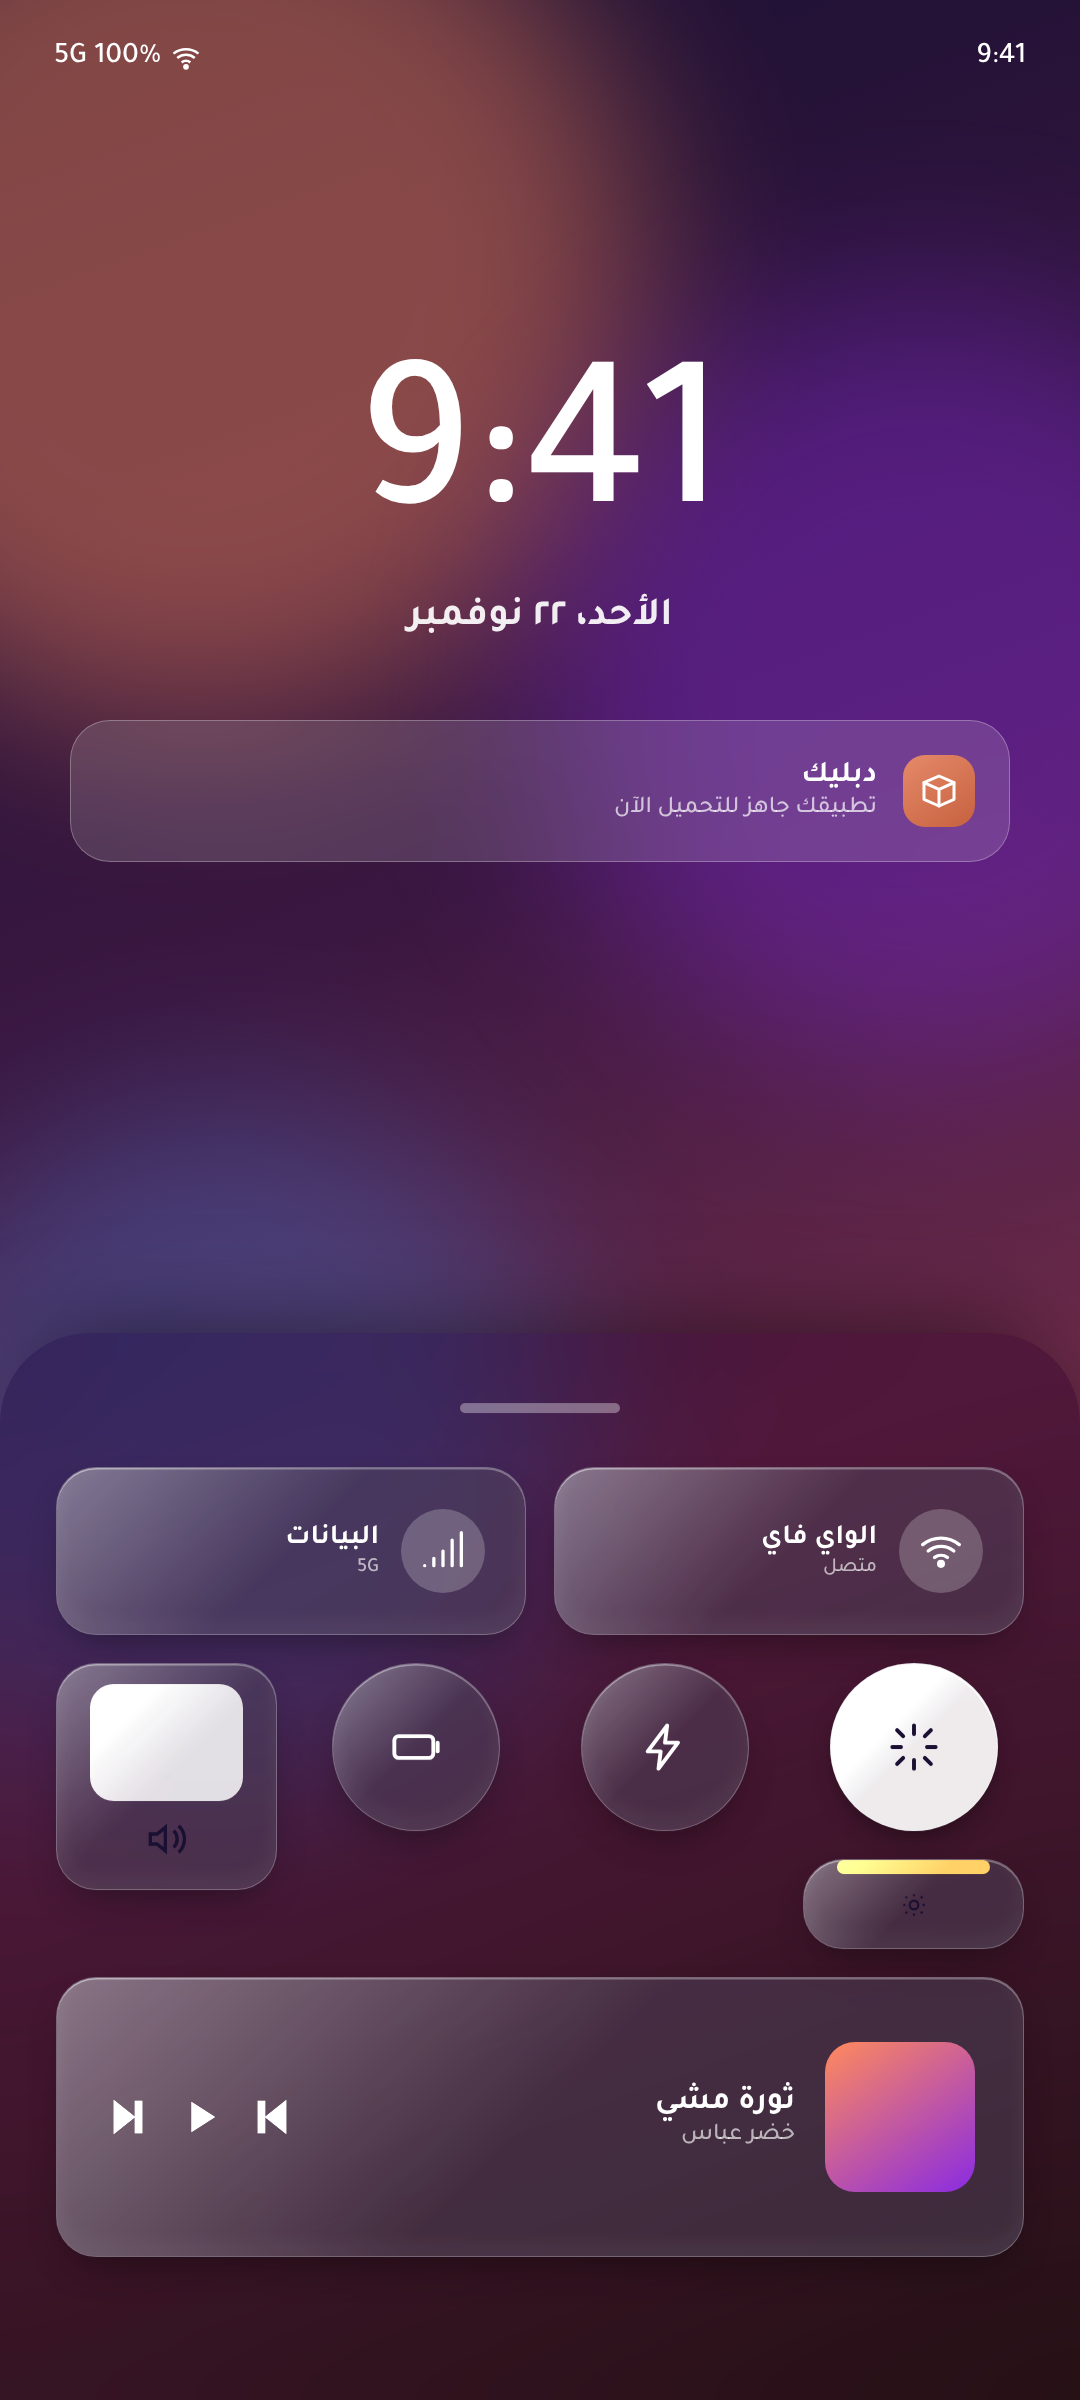 9:41
5G 100%
9:41
الأحد، ٢٢ نوفمبر
دبليك
تطبيقك جاهز للتحميل الآن
الواي فاي
متصل
البيانات
5G
ثورة مشي
خضر عباس